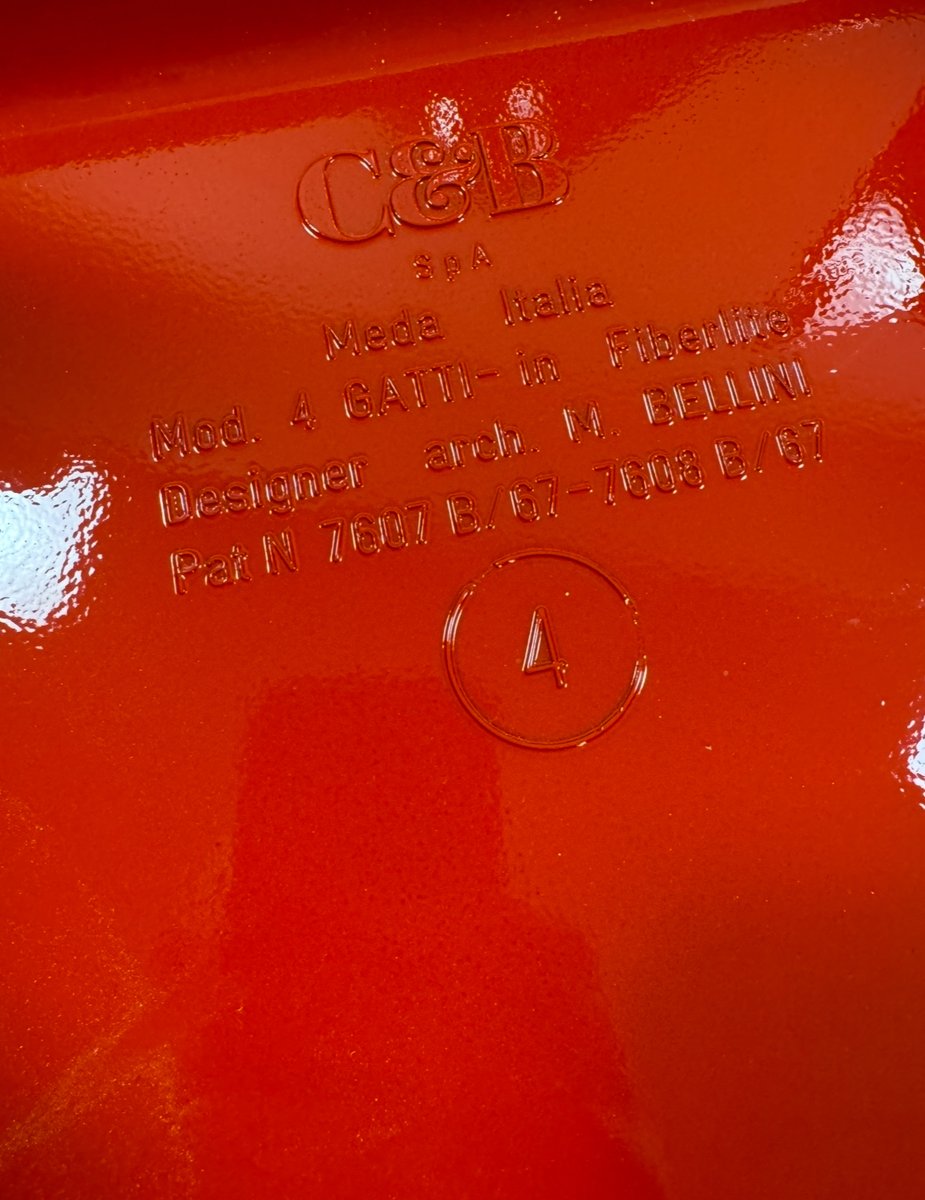 C&B
SpA
Meda Italia
Mod. 4 GATTI- in Fiberlite
Designer arch. M. BELLINI
Pat N 7607 B/67-7608 B/67
4